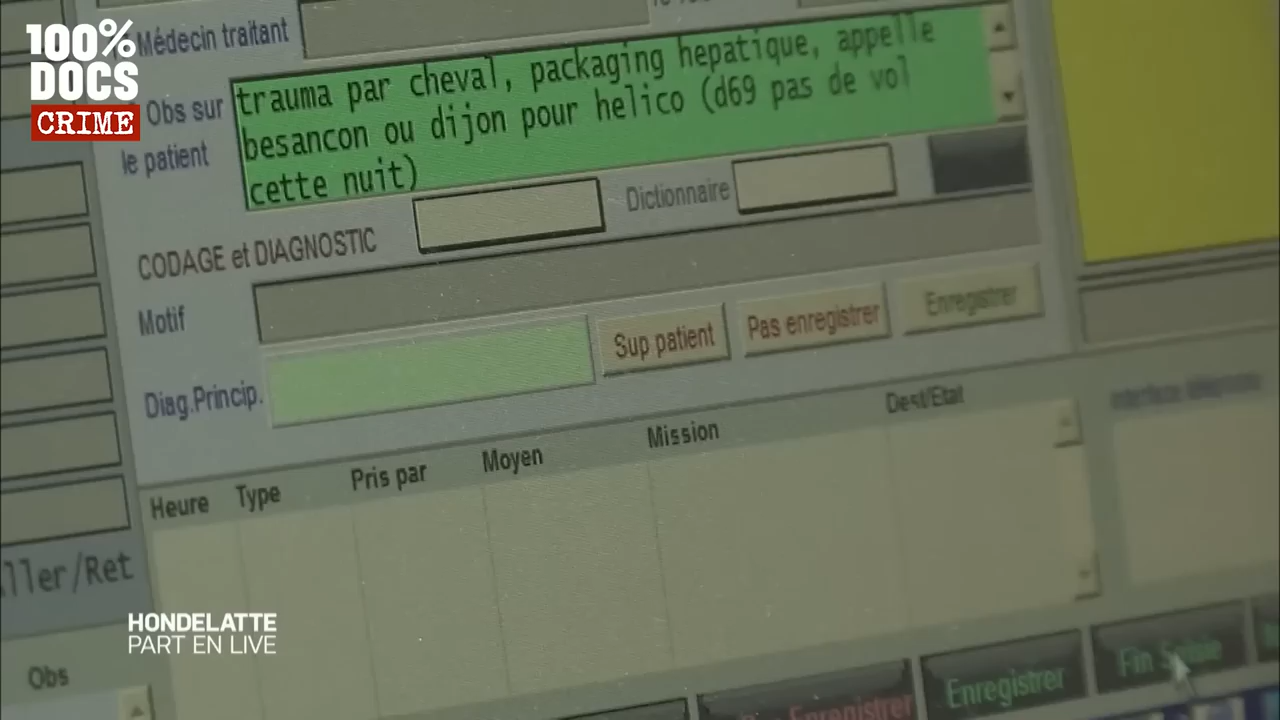 100%
DOCS
CRIME
Médecin traitant
Obs sur
le patient
trauma par cheval, packaging hepatique, appelle
besancon ou dijon pour helico (d69 pas de vol
cette nuit)
CODAGE et DIAGNOSTIC
Dictionnaire
Motif
Diag.Princip.
Sup patient
Pas enregistrer
Enregistrer
Heure
Type
Pris par
Moyen
Mission
Dest/Etat
ller/Ret
HONDELATTE
PART EN LIVE
Obs
Enregistrer
Enregistrer
Fin